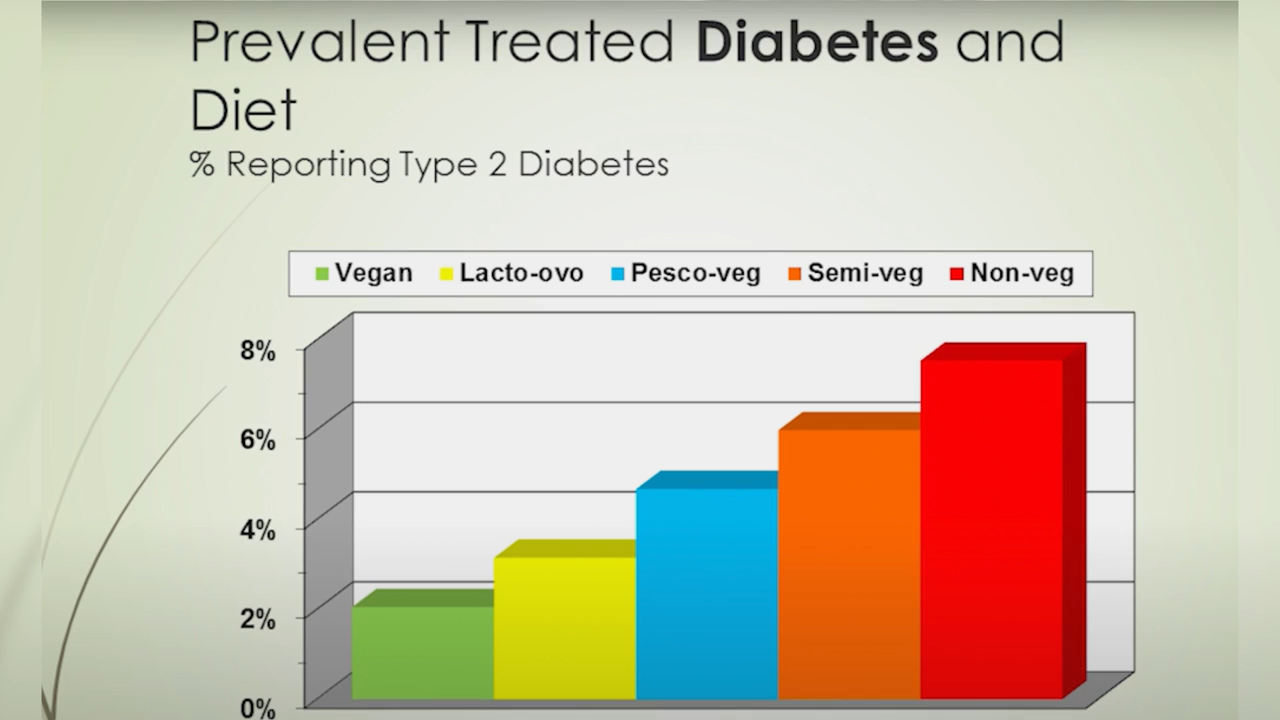 Prevalent Treated Diabetes and
Diet
% Reporting Type 2 Diabetes
Vegan Lacto-ovo Pesco-veg Semi-veg Non-veg
8%
6%
4%
2%
0%